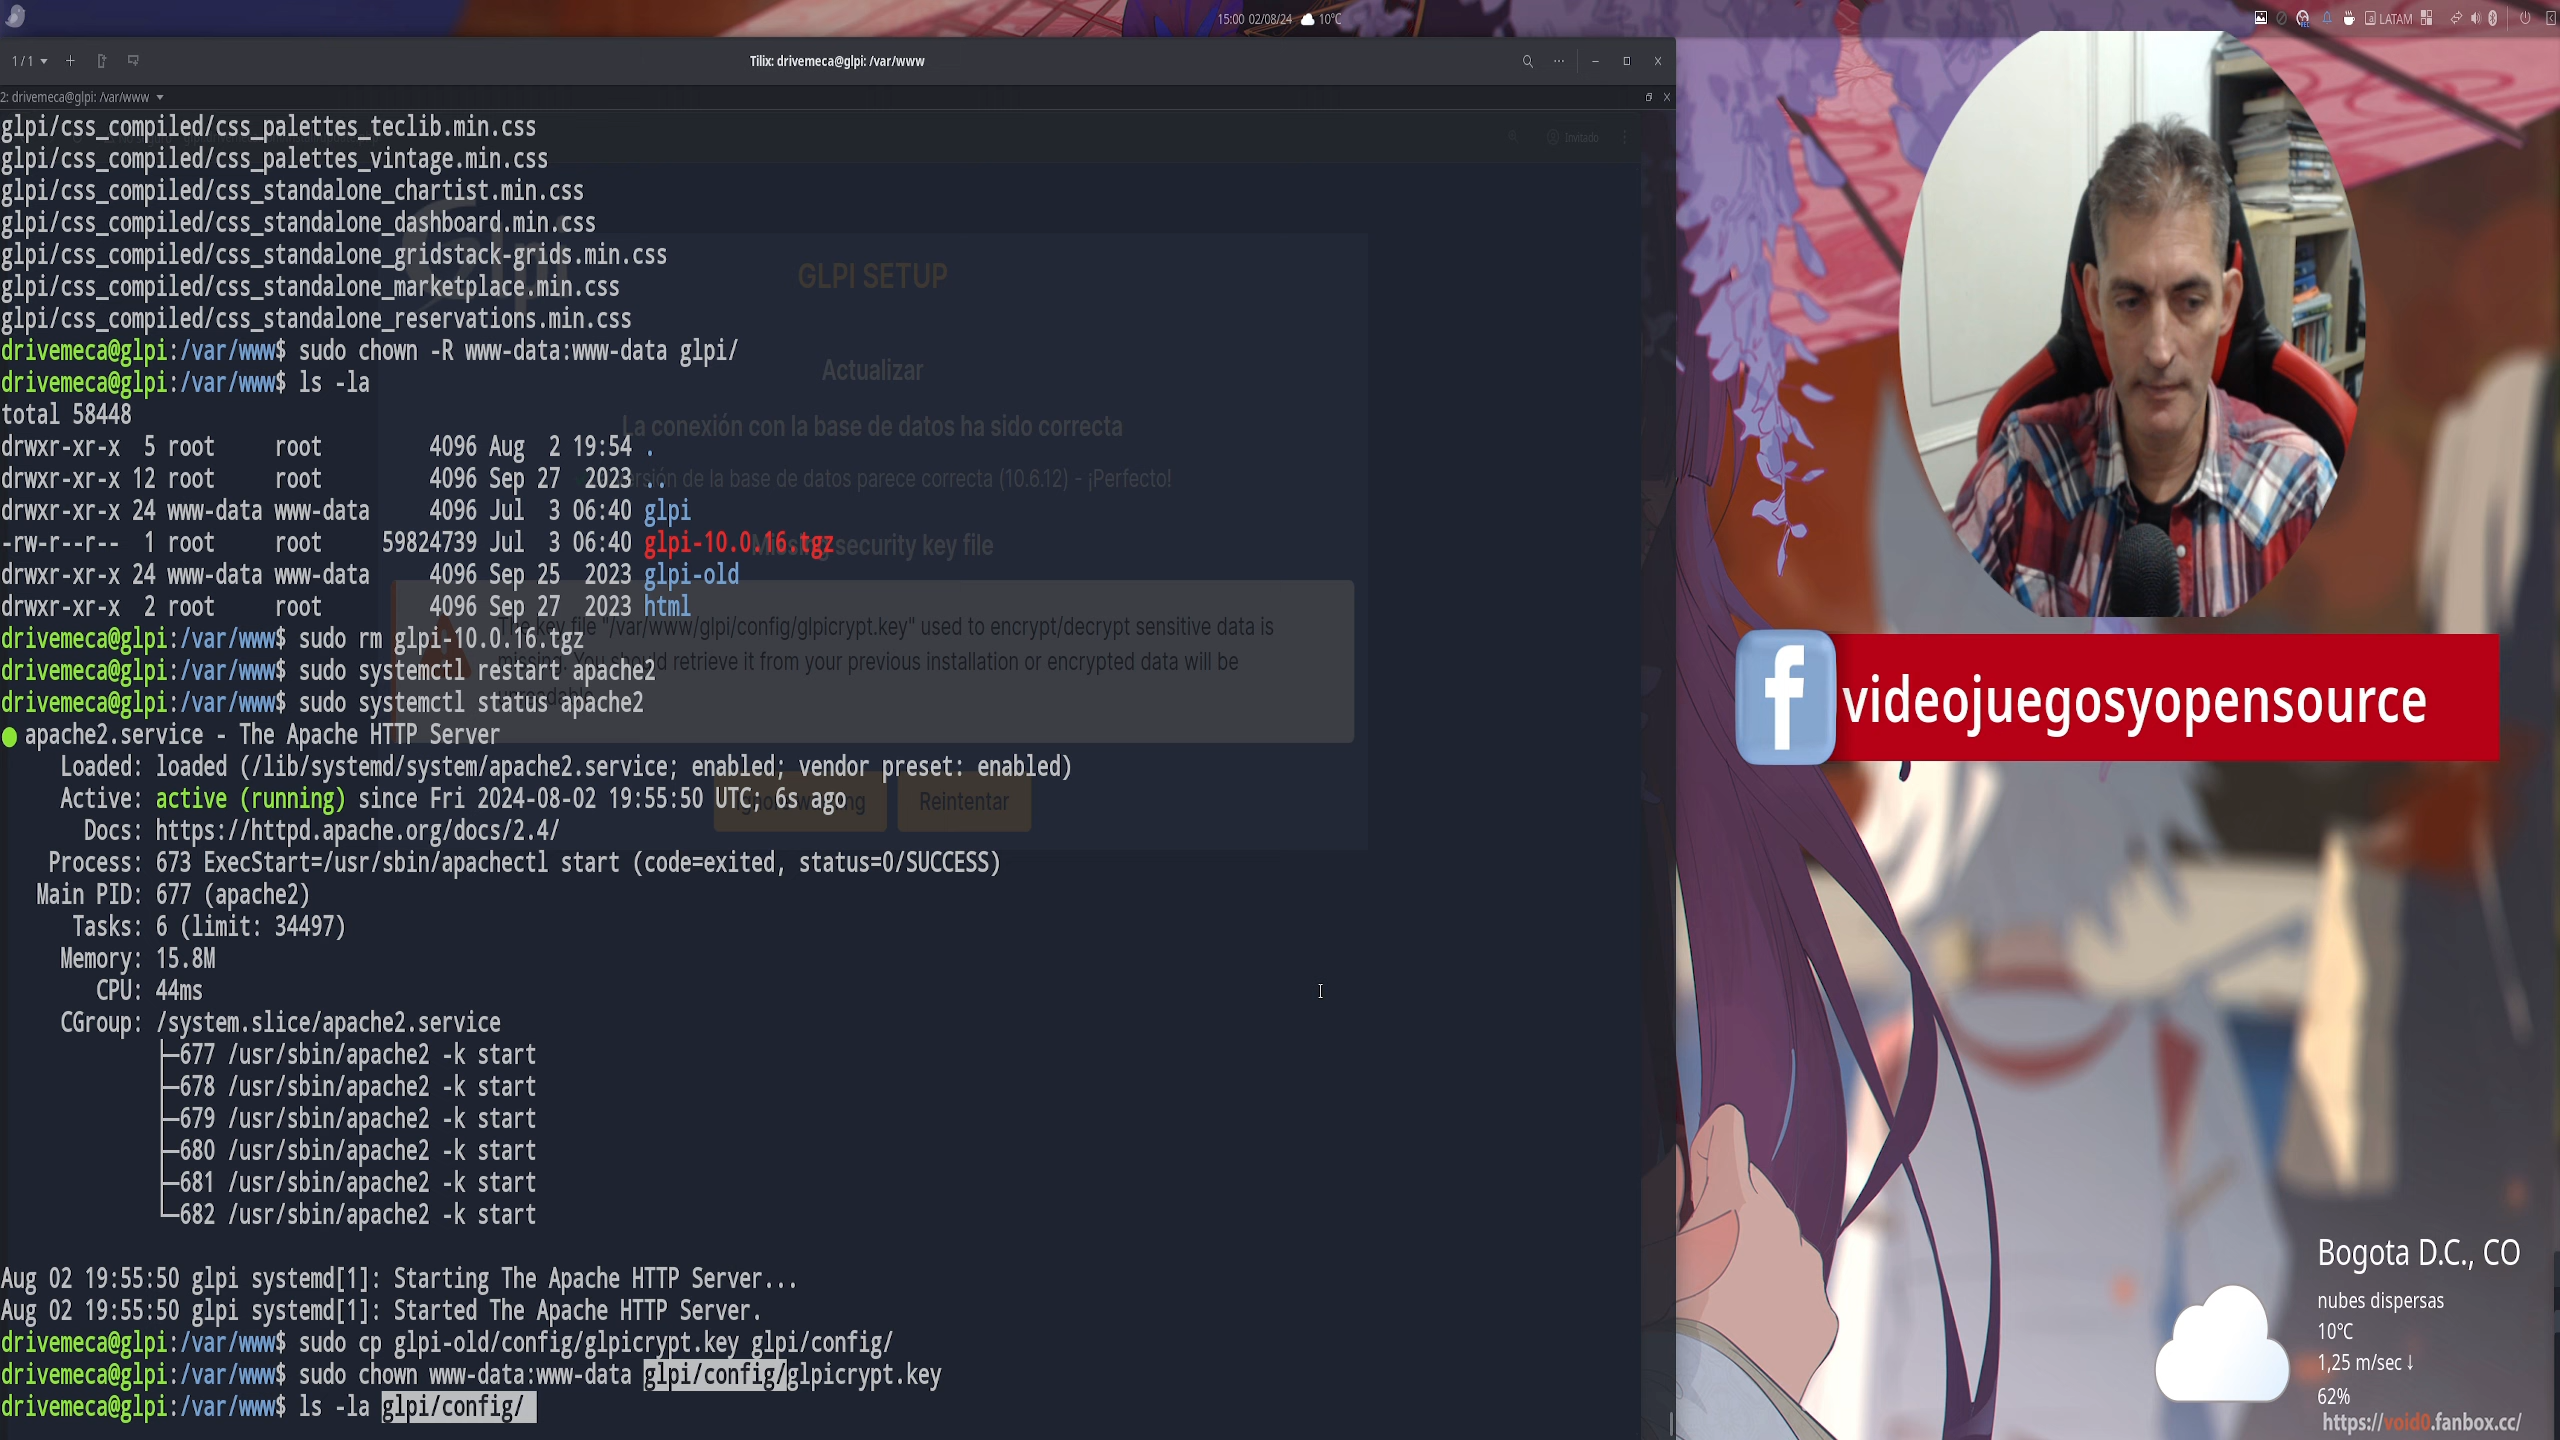 15:00 02/08/24 10°C
LATAM
1 / 1
Tilix: drivemeca@glpi: /var/www
2: drivemeca@glpi: /var/www
Invitado
glpi/css_compiled/css_palettes_teclib.min.css
glpi/css_compiled/css_palettes_vintage.min.css
glpi/css_compiled/css_standalone_chartist.min.css
glpi/css_compiled/css_standalone_dashboard.min.css
glpi/css_compiled/css_standalone_gridstack-grids.min.css
glpi/css_compiled/css_standalone_marketplace.min.css
glpi/css_compiled/css_standalone_reservations.min.css
drivemeca@glpi:/var/www$ sudo chown -R www-data:www-data glpi/
drivemeca@glpi:/var/www$ ls -la
total 58448
drwxr-xr-x 5 root root 4096 Aug 2 19:54 .
drwxr-xr-x 12 root root 4096 Sep 27 2023 ..
drwxr-xr-x 24 www-data www-data 4096 Jul 3 06:40 glpi
-rw-r--r-- 1 root root 59824739 Jul 3 06:40 glpi-10.0.16.tgz
drwxr-xr-x 24 www-data www-data 4096 Sep 25 2023 glpi-old
drwxr-xr-x 2 root root 4096 Sep 27 2023 html
drivemeca@glpi:/var/www$ sudo rm glpi-10.0.16.tgz
drivemeca@glpi:/var/www$ sudo systemctl restart apache2
drivemeca@glpi:/var/www$ sudo systemctl status apache2
● apache2.service - The Apache HTTP Server
Loaded: loaded (/lib/systemd/system/apache2.service; enabled; vendor preset: enabled)
Active: active (running) since Fri 2024-08-02 19:55:50 UTC; 6s ago
Docs: https://httpd.apache.org/docs/2.4/
Process: 673 ExecStart=/usr/sbin/apachectl start (code=exited, status=0/SUCCESS)
Main PID: 677 (apache2)
Tasks: 6 (limit: 34497)
Memory: 15.8M
CPU: 44ms
CGroup: /system.slice/apache2.service
├─677 /usr/sbin/apache2 -k start
├─678 /usr/sbin/apache2 -k start
├─679 /usr/sbin/apache2 -k start
├─680 /usr/sbin/apache2 -k start
├─681 /usr/sbin/apache2 -k start
└─682 /usr/sbin/apache2 -k start
Aug 02 19:55:50 glpi systemd[1]: Starting The Apache HTTP Server...
Aug 02 19:55:50 glpi systemd[1]: Started The Apache HTTP Server.
drivemeca@glpi:/var/www$ sudo cp glpi-old/config/glpicrypt.key glpi/config/
drivemeca@glpi:/var/www$ sudo chown www-data:www-data glpi/config/glpicrypt.key
drivemeca@glpi:/var/www$ ls -la glpi/config/
GLPI SETUP
Actualizar
La conexión con la base de datos ha sido correcta
de la base de datos parece correcta (10.6.12) - ¡Perfecto!
security key file
The key file "/var/www/glpi/config/glpicrypt.key" used to encrypt/decrypt sensitive data is
You should retrieve it from your previous installation or encrypted data will be
Reintentar
videojuegosyopensource
Bogota D.C., CO
nubes dispersas
10°C
1,25 m/sec ↓
62%
https://void0.fanbox.cc/